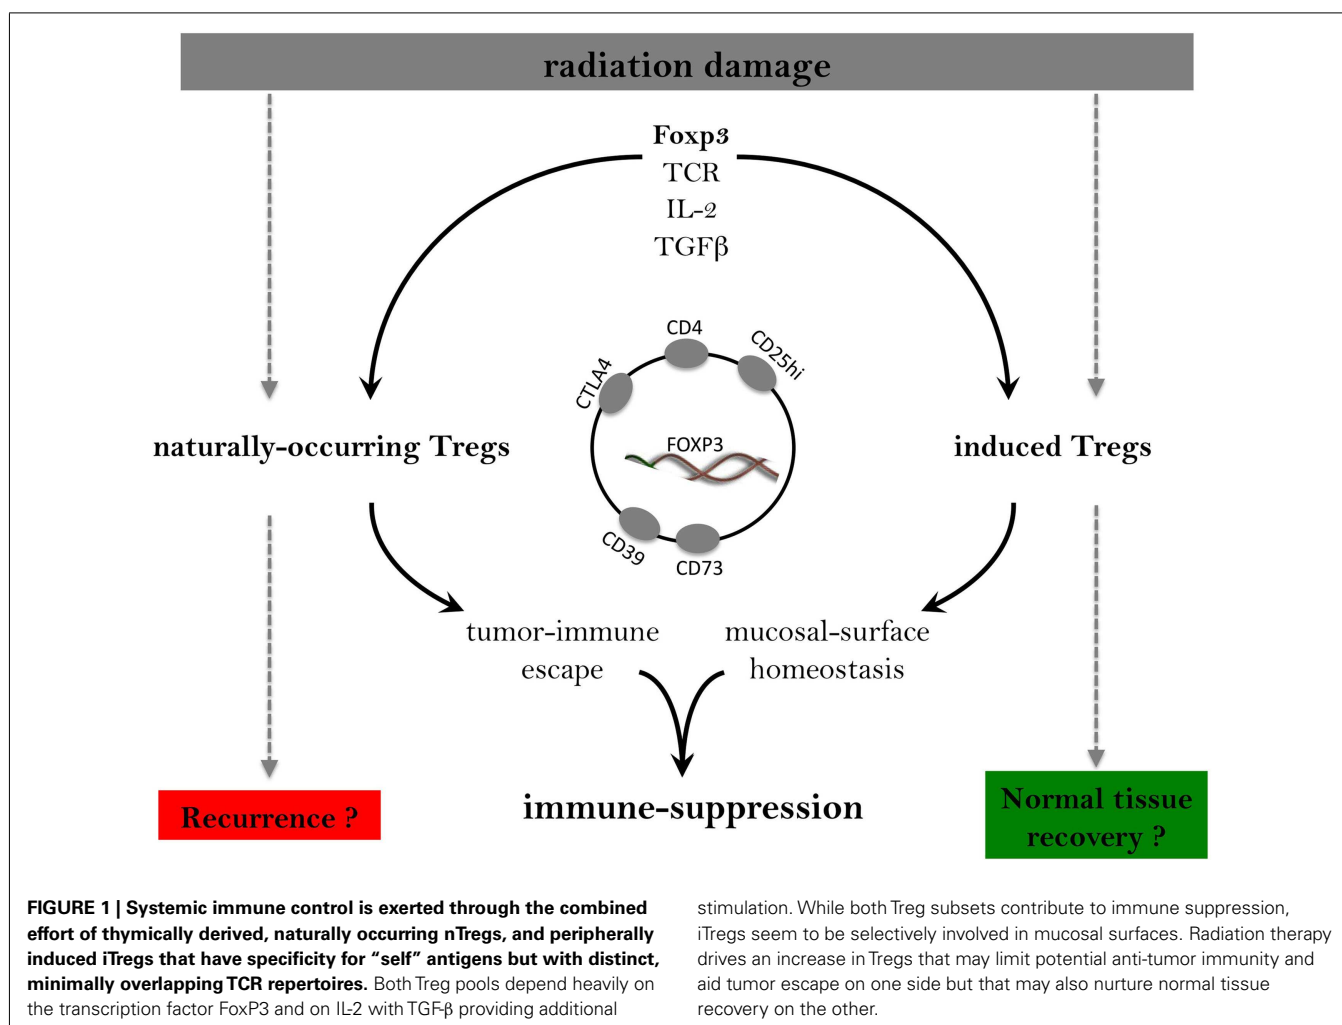 radiation damage
Foxp3
TCR
IL-2
TGFβ
CD4
CD25hi
CTLA4
FOXP3
CD39
CD73
naturally-occurring Tregs
induced Tregs
tumor-immune
escape
mucosal-surface
homeostasis
immune-suppression
Recurrence ?
Normal tissue
recovery ?
FIGURE 1 | Systemic immune control is exerted through the combined
effort of thymically derived, naturally occurring nTregs, and peripherally
induced iTregs that have specificity for “self” antigens but with distinct,
minimally overlapping TCR repertoires. Both Treg pools depend heavily on
the transcription factor FoxP3 and on IL-2 with TGF-β providing additional
stimulation. While both Treg subsets contribute to immune suppression,
iTregs seem to be selectively involved in mucosal surfaces. Radiation therapy
drives an increase in Tregs that may limit potential anti-tumor immunity and
aid tumor escape on one side but that may also nurture normal tissue
recovery on the other.